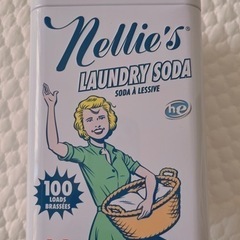 Nellie's
LAUNDRY SODA
SODA À LESSIVE
he
100
LOADS
BRASSÉES